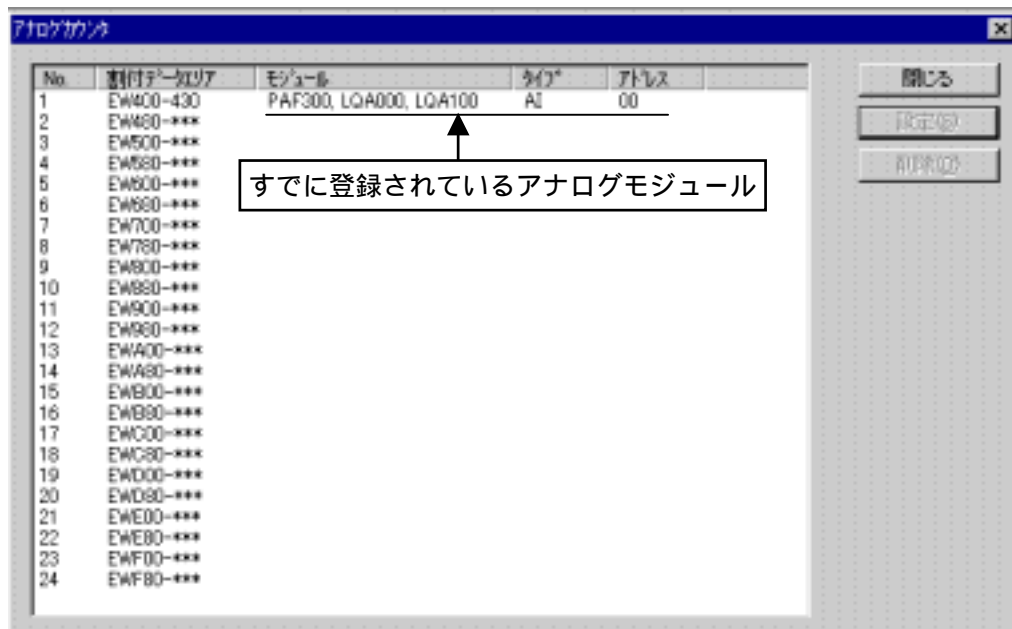 アナログカウンタ
No. 割付データエリア モジュール タイプ アドレス
1 EW400-430 PAF300, LQA000, LQA100 AI 00
2 EW480-***
3 EW500-***
4 EW580-***
5 EW600-***
6 EW680-***
7 EW700-***
8 EW780-***
9 EW800-***
10 EW880-***
11 EW900-***
12 EW980-***
13 EWA00-***
14 EWA80-***
15 EWB00-***
16 EWB80-***
17 EWC00-***
18 EWC80-***
19 EWD00-***
20 EWD80-***
21 EWE00-***
22 EWE80-***
23 EWF00-***
24 EWF80-***
すでに登録されているアナログモジュール
閉じる
設定(S)
削除(D)